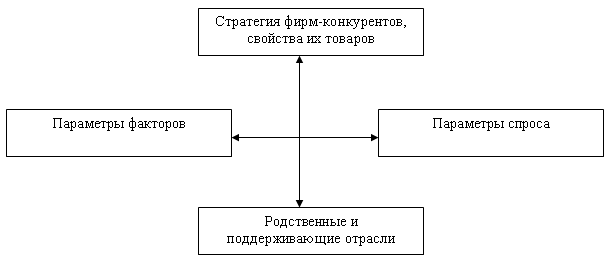 Стратегия фирм-конкурентов,
свойства их товаров
Параметры факторов
Параметры спроса
Родственные и
поддерживающие отрасли